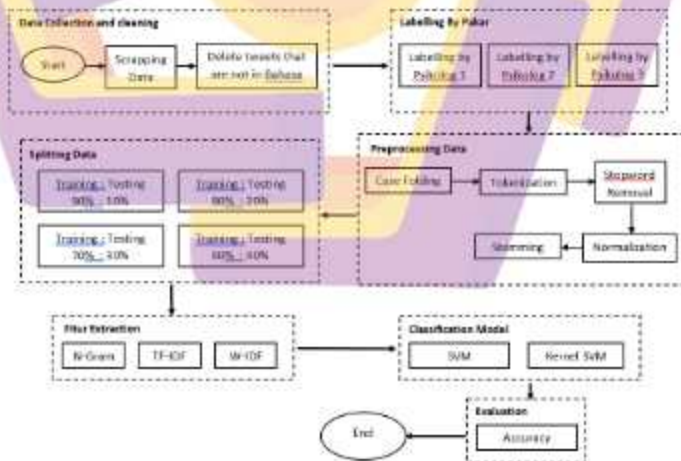 Data Collection and cleaning
Start
Scrapping
Data
Delete tweets that
are not in Bahasa
Labelling By Pakar
Labelling by
Psikolog 1
Labelling by
Psikolog 2
Labelling by
Psikolog 3
Preprocessing Data
Case Folding
Tokenization
Stopword
Removal
Normalization
Stemming
Splitting Data
Training : Testing
90% : 10%
Training : Testing
80% : 20%
Training : Testing
70% : 30%
Training : Testing
60% : 40%
Fitur Extraction
N-Gram
TF-IDF
W-IDF
Classification Model
SVM
Kernel SVM
Evaluation
Accuracy
End